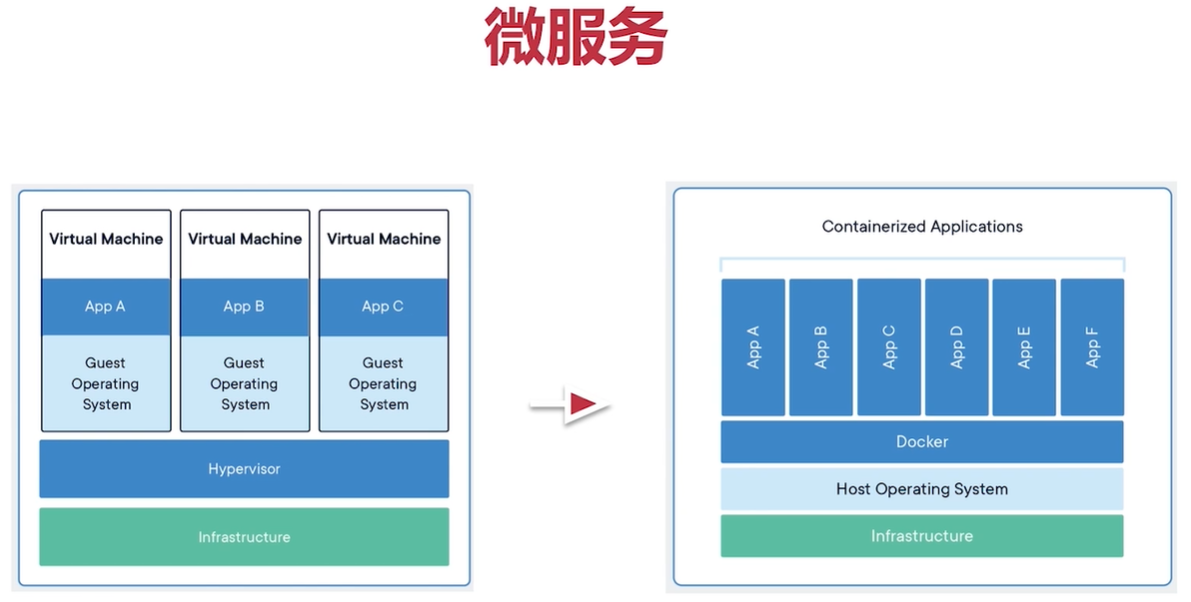 微服务
Virtual Machine
App A
Guest
Operating
System
Virtual Machine
App B
Guest
Operating
System
Virtual Machine
App C
Guest
Operating
System
Hypervisor
Infrastructure
Containerized Applications
App A
App B
App C
App D
App E
App F
Docker
Host Operating System
Infrastructure